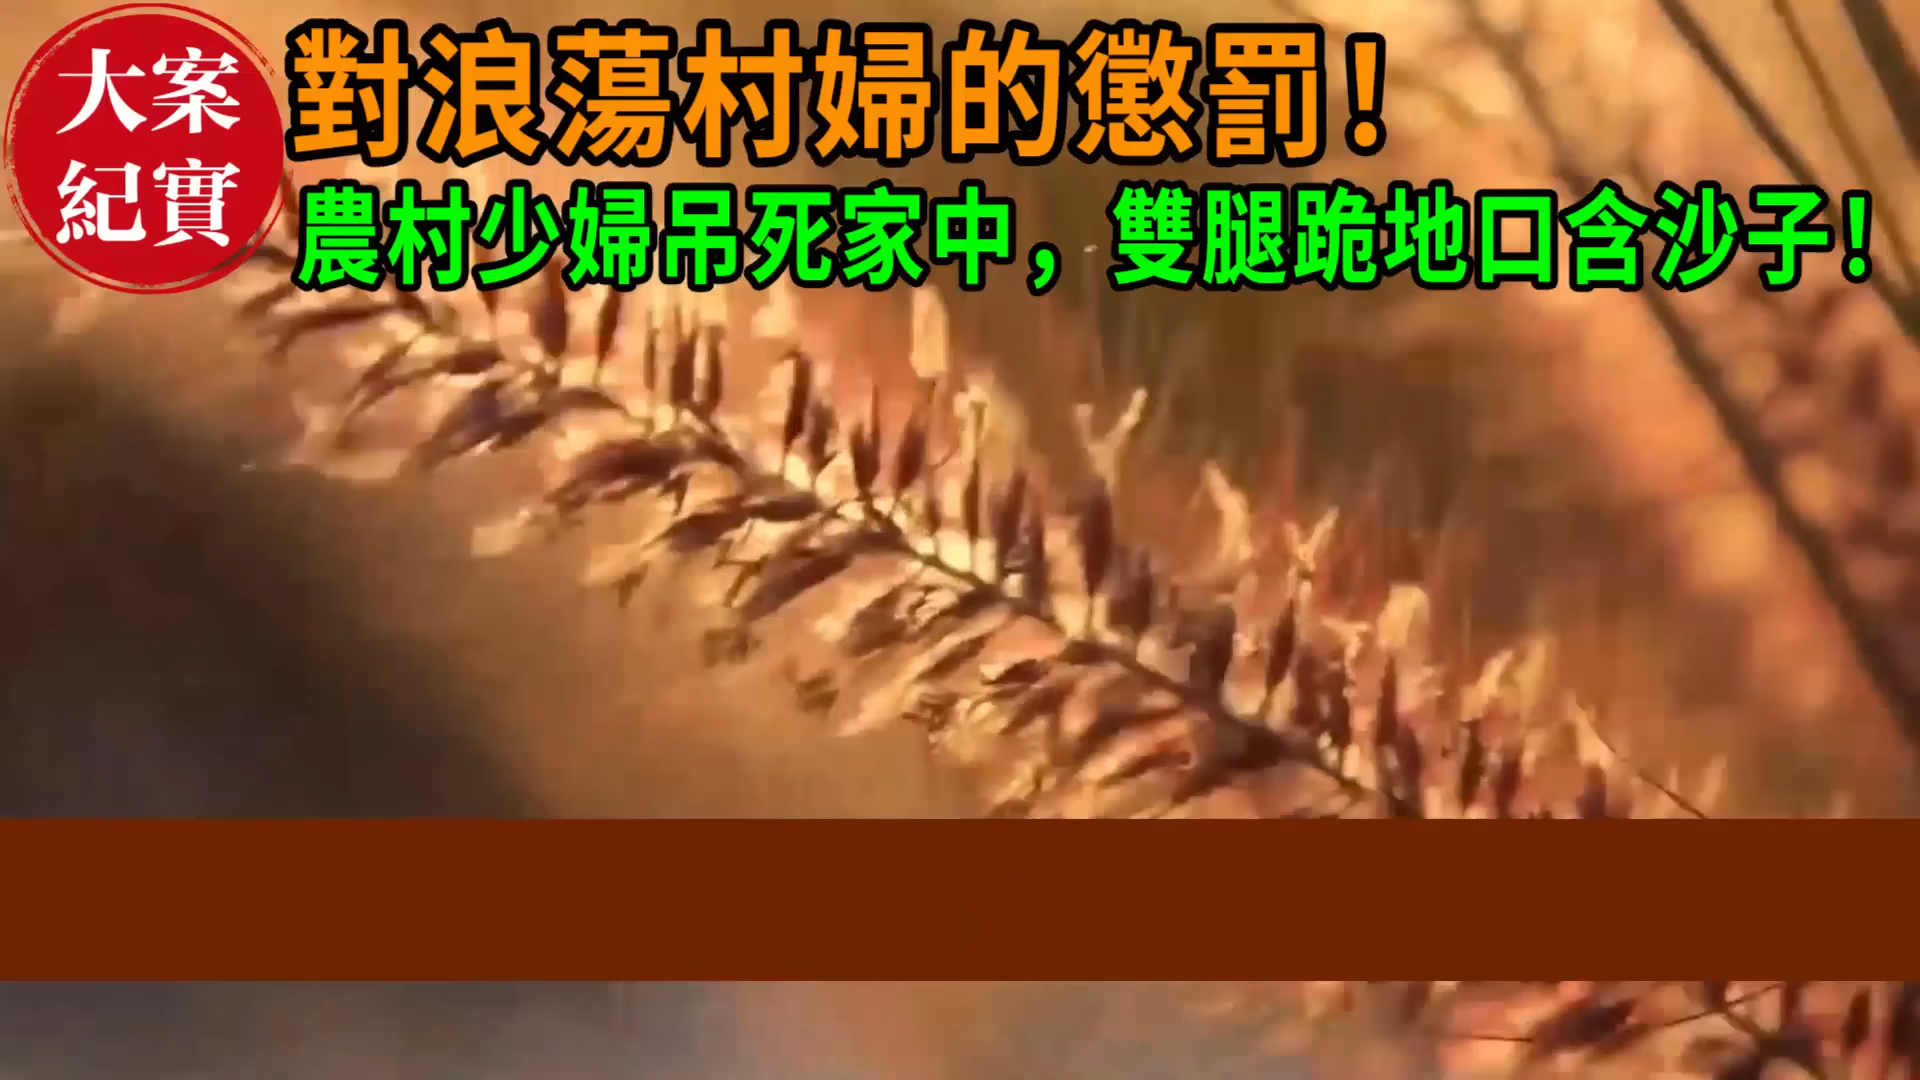 大案
紀實
對浪蕩村婦的懲罰！
農村少婦吊死家中，雙腿跪地口含沙子！